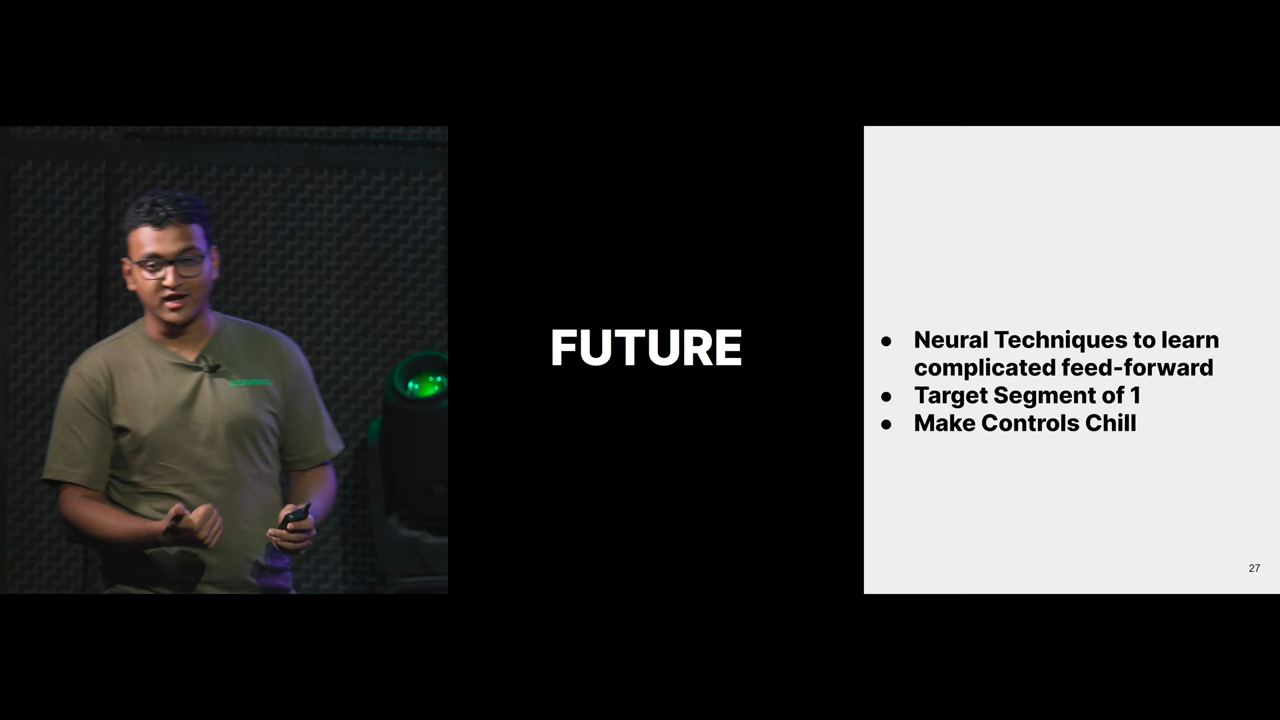 FUTURE
● Neural Techniques to learn
complicated feed-forward
● Target Segment of 1
● Make Controls Chill
27